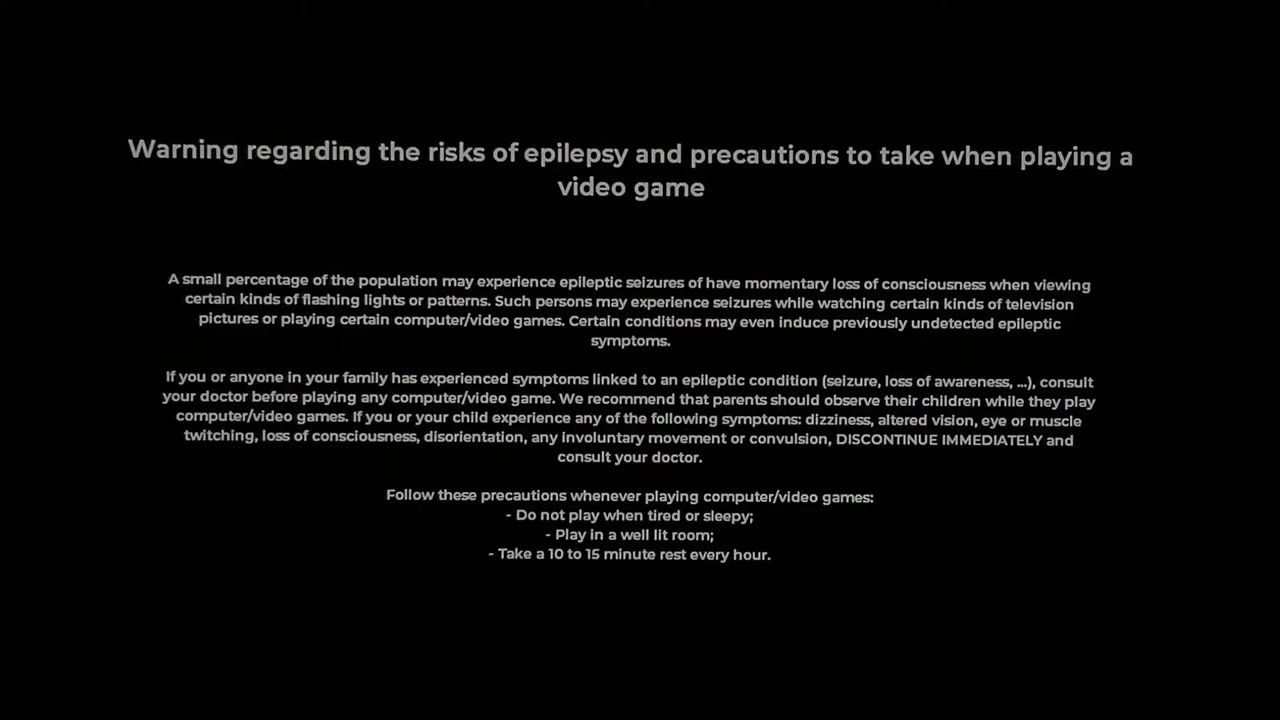 Warning regarding the risks of epilepsy and precautions to take when playing a
video game
A small percentage of the population may experience epileptic seizures of have momentary loss of consciousness when viewing
certain kinds of flashing lights or patterns. Such persons may experience seizures while watching certain kinds of television
pictures or playing certain computer/video games. Certain conditions may even induce previously undetected epileptic
symptoms.
If you or anyone in your family has experienced symptoms linked to an epileptic condition (seizure, loss of awareness, ...), consult
your doctor before playing any computer/video game. We recommend that parents should observe their children while they play
computer/video games. If you or your child experience any of the following symptoms: dizziness, altered vision, eye or muscle
twitching, loss of consciousness, disorientation, any involuntary movement or convulsion, DISCONTINUE IMMEDIATELY and
consult your doctor.
Follow these precautions whenever playing computer/video games:
- Do not play when tired or sleepy;
- Play in a well lit room;
- Take a 10 to 15 minute rest every hour.